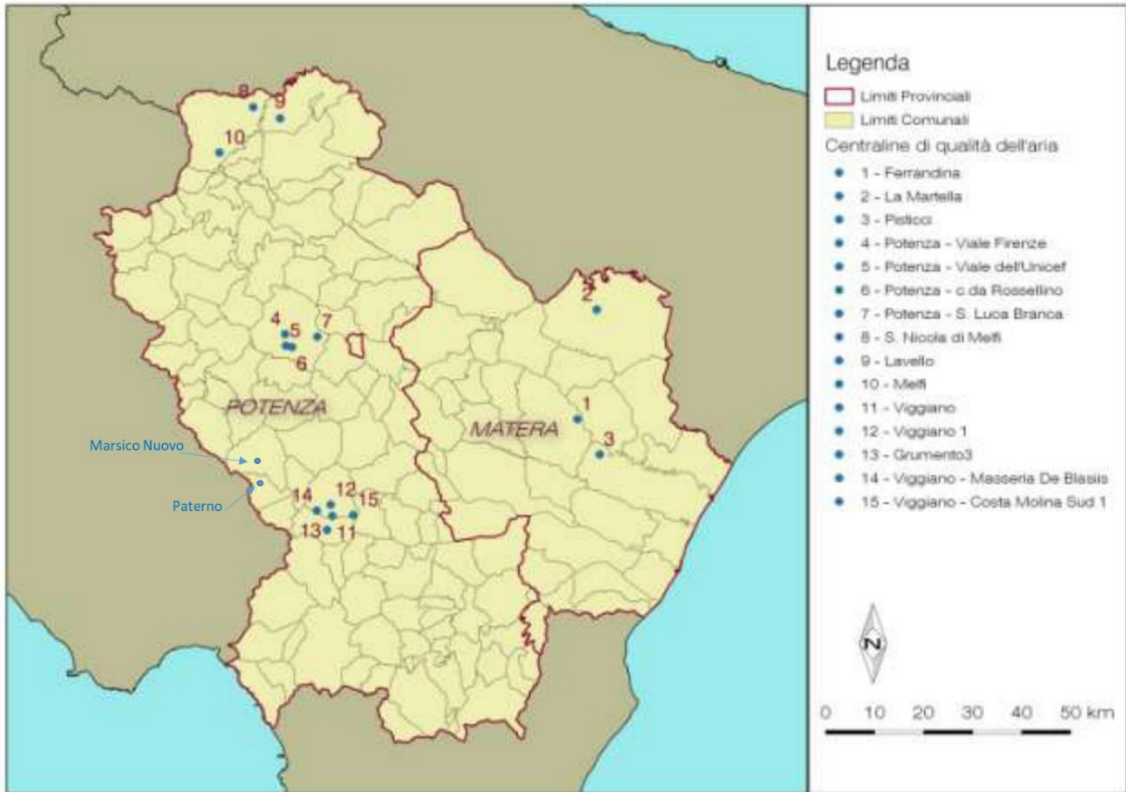 8
9
10
2
4
5
7
6
POTENZA
1
MATERA
3
Marsico Nuovo
Paterno
14
12
15
13
11
Legenda
Limiti Provinciali
Limiti Comunali
Centraline di qualità dell'aria
1 - Ferrandina
2 - La Martella
3 - Pisticci
4 - Potenza - Viale Firenze
5 - Potenza - Viale dell'Unicef
6 - Potenza - c.da Rossellino
7 - Potenza - S. Luca Branca
8 - S. Nicola di Melfi
9 - Lavello
10 - Melfi
11 - Viggiano
12 - Viggiano 1
13 - Grumento3
14 - Viggiano - Masseria De Blasiis
15 - Viggiano - Costa Molina Sud 1
N
0 10 20 30 40 50 km